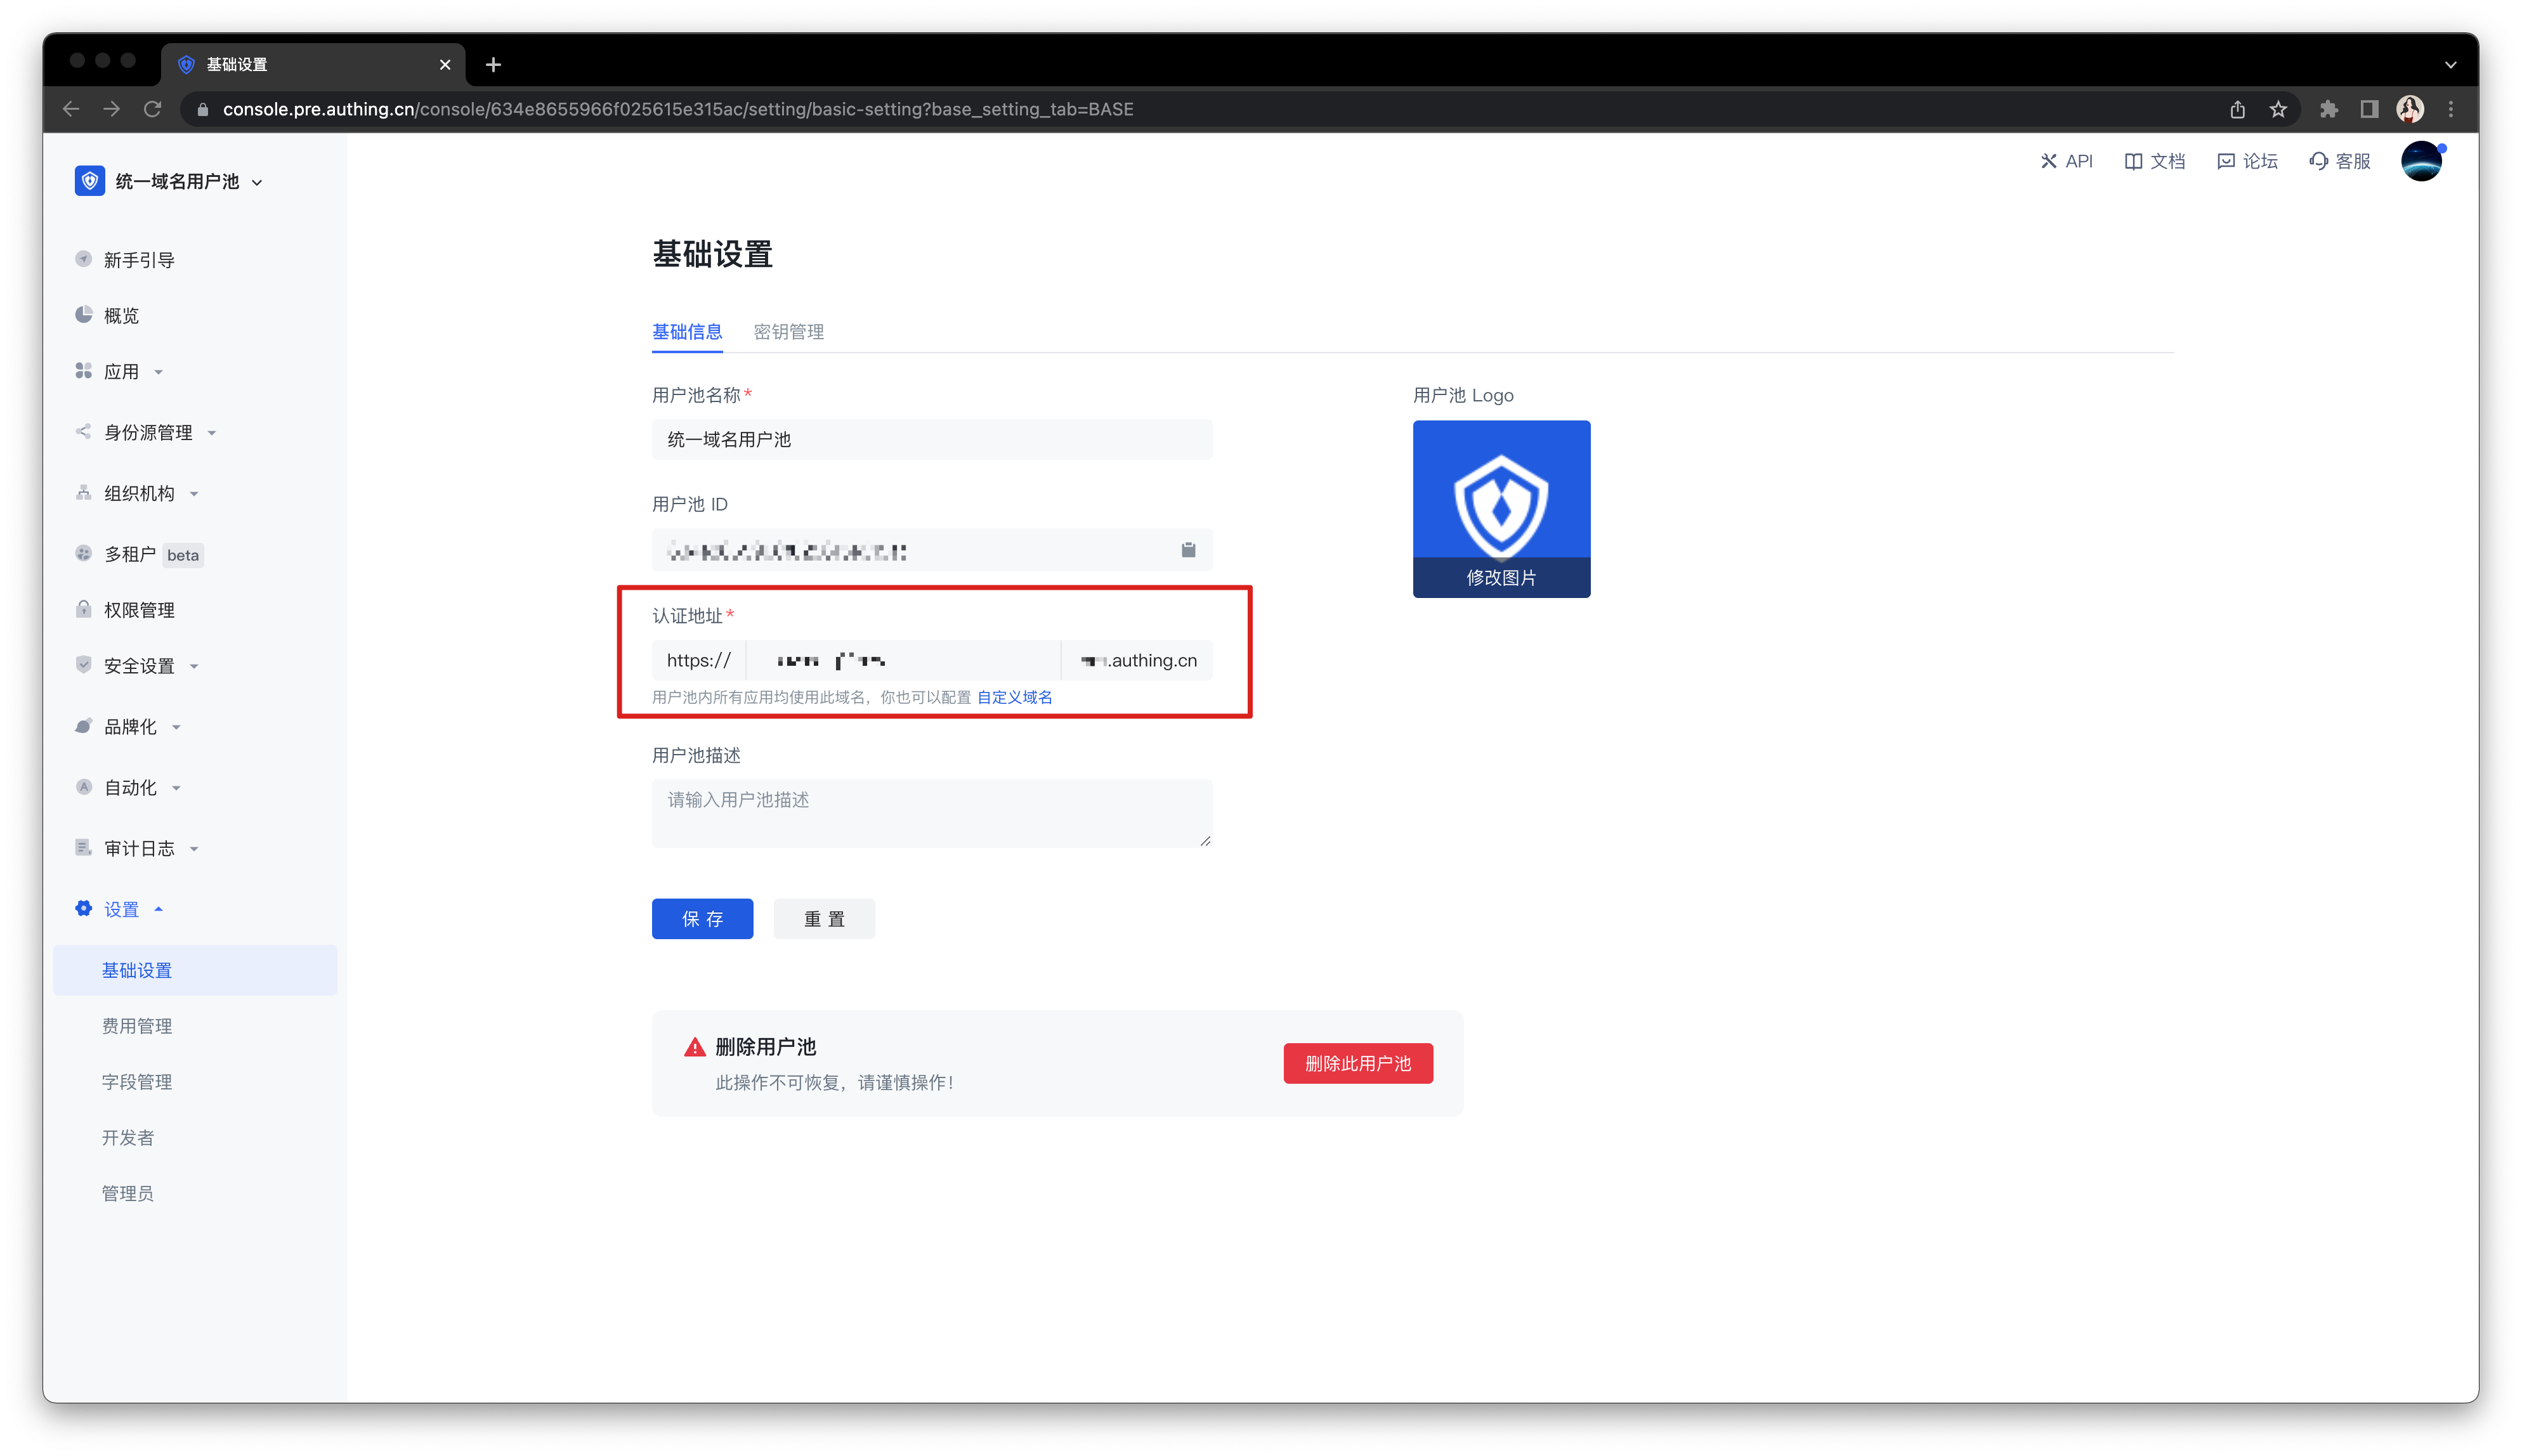 基础设置
console.pre.authing.cn/console/634e8655966f025615e315ac/setting/basic-setting?base_setting_tab=BASE
统一域名用户池
API 文档 论坛 客服
新手引导
概览
应用
身份源管理
组织机构
多租户 beta
权限管理
安全设置
品牌化
自动化
审计日志
设置
基础设置
费用管理
字段管理
开发者
管理员
基础设置
基础信息 密钥管理
用户池名称*
统一域名用户池
用户池 ID
认证地址*
https:// .authing.cn
用户池内所有应用均使用此域名，你也可以配置 自定义域名
用户池描述
请输入用户池描述
保存 重置
用户池 Logo
修改图片
删除用户池
此操作不可恢复，请谨慎操作！
删除此用户池